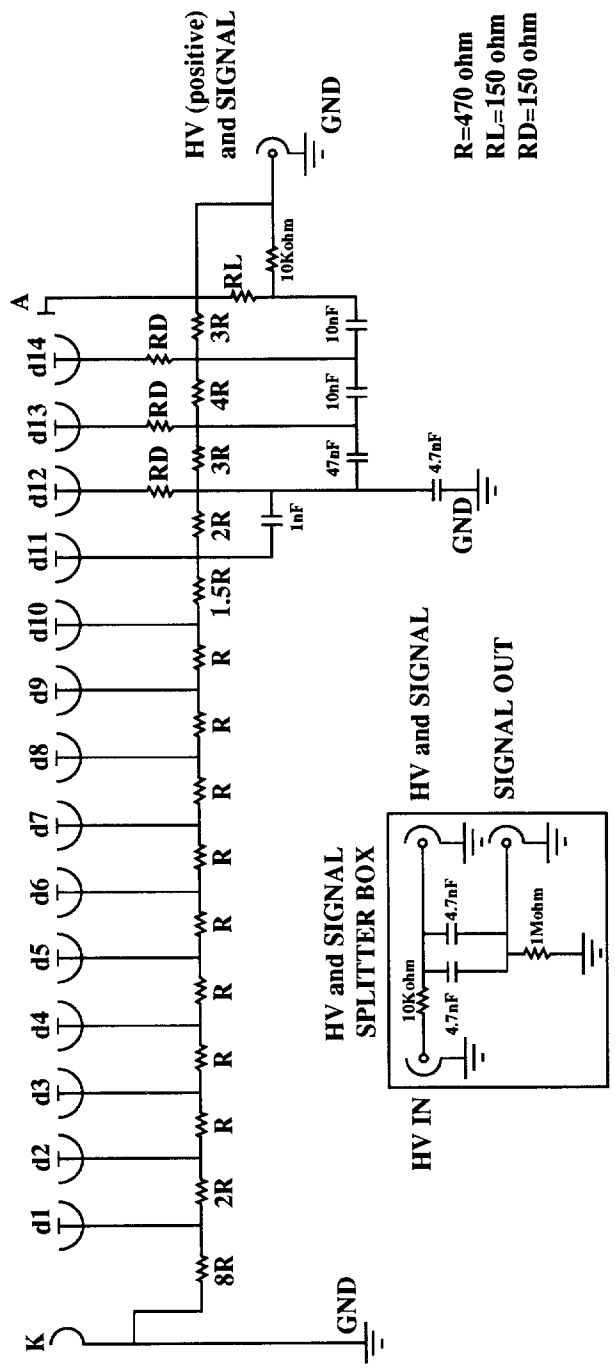 K
d1
d2
d3
d4
d5
d6
d7
d8
d9
d10
d11
d12
d13
d14
A
RD
RD
RD
8R
2R
R
R
R
R
R
R
R
R
1.5R
2R
3R
4R
3R
RL
10Kohm
HV (positive)
and SIGNAL
GND
1nF
47nF
10nF
10nF
4.7nF
GND
GND
HV and SIGNAL
SPLITTER BOX
HV IN
10Kohm
4.7nF
4.7nF
1Mohm
HV and SIGNAL
SIGNAL OUT
R=470 ohm
RL=150 ohm
RD=150 ohm